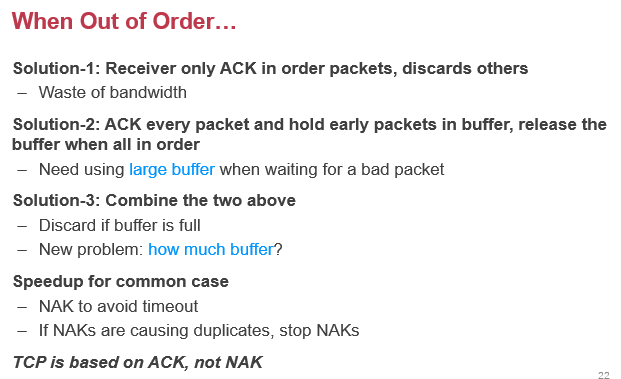 When Out of Order…
Solution-1: Receiver only ACK in order packets, discards others
– Waste of bandwidth
Solution-2: ACK every packet and hold early packets in buffer, release the
buffer when all in order
– Need using large buffer when waiting for a bad packet
Solution-3: Combine the two above
– Discard if buffer is full
– New problem: how much buffer?
Speedup for common case
– NAK to avoid timeout
– If NAKs are causing duplicates, stop NAKs
TCP is based on ACK, not NAK
22